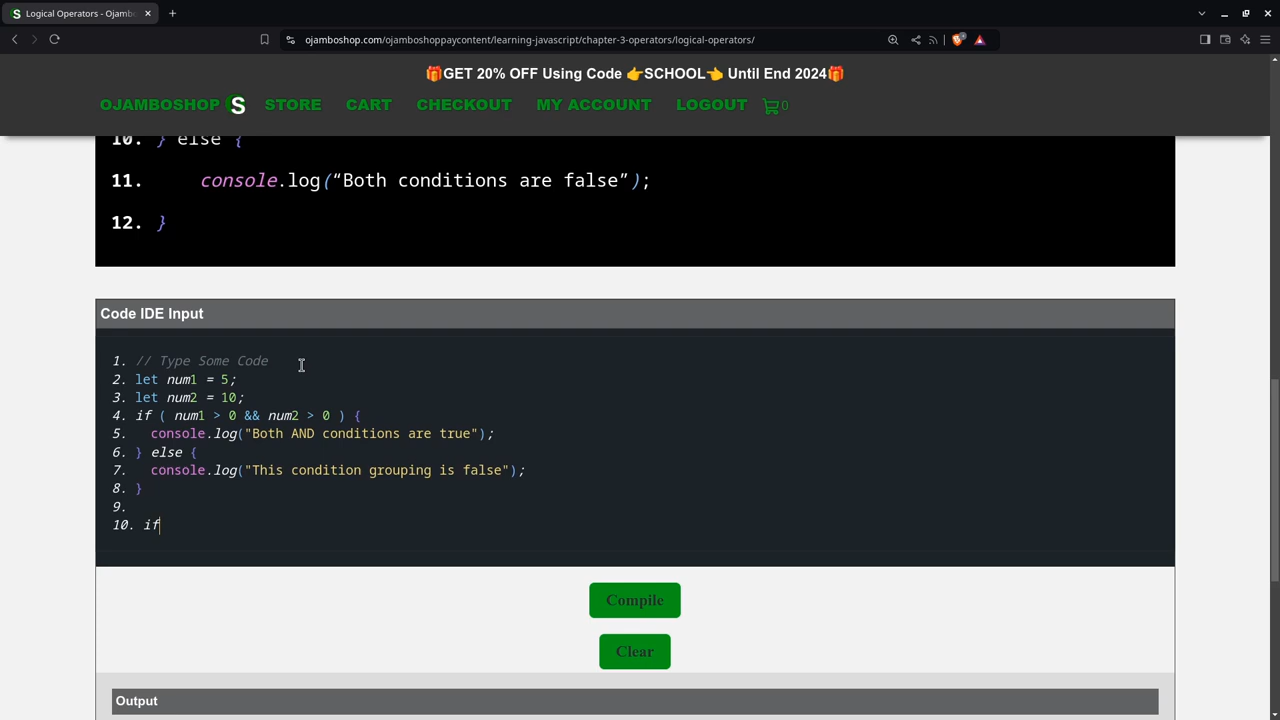 Logical Operators - Ojamb
ojamboshop.com/ojamboshoppaycontent/learning-javascript/chapter-3-operators/logical-operators/
🎁GET 20% OFF Using Code 👉SCHOOL👈 Until End 2024🎁
OJAMBOSHOP S STORE CART CHECKOUT MY ACCOUNT LOGOUT 0
10. } else {
11. console.log(“Both conditions are false”);
12. }
Code IDE Input
1. // Type Some Code
2. let num1 = 5;
3. let num2 = 10;
4. if ( num1 > 0 && num2 > 0 ) {
5. console.log("Both AND conditions are true");
6. } else {
7. console.log("This condition grouping is false");
8. }
9.
10. if
Compile
Clear
Output